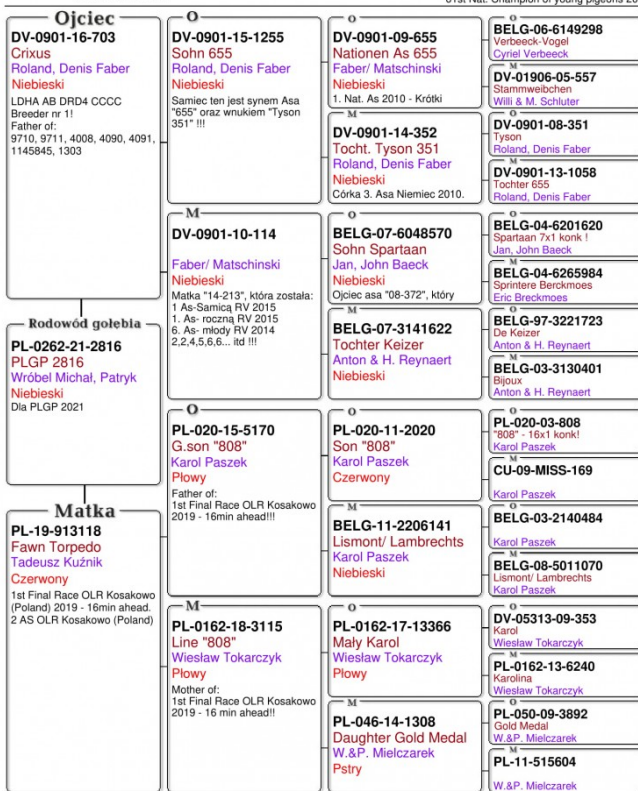 31st Nat. Champion of young pigeons 20
Ojciec
DV-0901-16-703
Crixus
Roland, Denis Faber
Niebieski
LDHA AB DRD4 CCCC
Breeder nr 1!
Father of:
9710, 9711, 4008, 4090, 4091,
1145845, 1303
Rodowód gołębia
PL-0262-21-2816
PLGP 2816
Wróbel Michał, Patryk
Niebieski
Dla PLGP 2021
Matka
PL-19-913118
Fawn Torpedo
Tadeusz Kuźnik
Czerwony
1st Final Race OLR Kosakowo
(Poland) 2019 - 16min ahead.
2 AS OLR Kosakowo (Poland)
O
DV-0901-15-1255
Sohn 655
Roland, Denis Faber
Niebieski
Samiec ten jest synem Asa
"655" oraz wnukiem "Tyson
351" !!!
M
DV-0901-10-114
Faber/ Matschinski
Niebieski
Matka "14-213", która została:
1 As-Samicą RV 2015
1. As- roczną RV 2015
6. As- młody RV 2014
2,2,4,5,6,6... itd !!!
O
PL-020-15-5170
G.son "808"
Karol Paszek
Płowy
Father of:
1st Final Race OLR Kosakowo
2019 - 16min ahead!!!
M
PL-0162-18-3115
Line "808"
Wiesław Tokarczyk
Płowy
Mother of:
1st Final Race OLR Kosakowo
2019 - 16 min ahead!!
O
DV-0901-09-655
Nationen As 655
Faber/ Matschinski
Niebieski
1. Nat. As 2010 - Krótki
M
DV-0901-14-352
Tocht. Tyson 351
Roland, Denis Faber
Niebieski
Córka 3. Asa Niemiec 2010.
O
BELG-07-6048570
Sohn Spartaan
Jan, John Baeck
Niebieski
Ojciec asa "08-372", który
M
BELG-07-3141622
Tochter Keizer
Anton & H. Reynaert
Niebieski
O
PL-020-11-2020
Son "808"
Karol Paszek
Czerwony
M
BELG-11-2206141
Lismont/ Lambrechts
Karol Paszek
Niebieski
O
PL-0162-17-13366
Mały Karol
Wiesław Tokarczyk
Płowy
M
PL-046-14-1308
Daughter Gold Medal
W.&P. Mielczarek
Pstry
O
BELG-06-6149298
Verbeeck-Vogel
Cyriel Verbeeck
M
DV-01906-05-557
Stammweibchen
Willi & M. Schluter
O
DV-0901-08-351
Tyson
Roland, Denis Faber
M
DV-0901-13-1058
Tochter 655
Roland, Denis Faber
O
BELG-04-6201620
Spartaan 7x1 konk !
Jan, John Baeck
M
BELG-04-6265984
Sprintere Berckmoes
Eric Breckmoes
O
BELG-97-3221723
De Keizer
Anton & H. Reynaert
M
BELG-03-3130401
Bijoux
Anton & H. Reynaert
O
PL-020-03-808
"808" - 16x1 konk!
Karol Paszek
M
CU-09-MISS-169
Karol Paszek
O
BELG-03-2140484
Karol Paszek
M
BELG-08-5011070
Lismont/ Lambrechts
Karol Paszek
O
DV-05313-09-353
Karol
Wiesław Tokarczyk
M
PL-0162-13-6240
Karolina
Wiesław Tokarczyk
O
PL-050-09-3892
Gold Medal
W.&P. Mielczarek
M
PL-11-515604
W.&P. Mielczarek